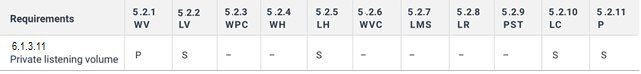 Requirements 5.2.1 5.2.2 5.2.3 5.2.4 5.2.5 5.2.6 5.2.7 5.2.8 5.2.9 5.2.10 5.2.11
WV LV WPC WH LH WVC LMS LR PST LC P
6.1.3.11
Private listening volume P S – – S – – – – S S